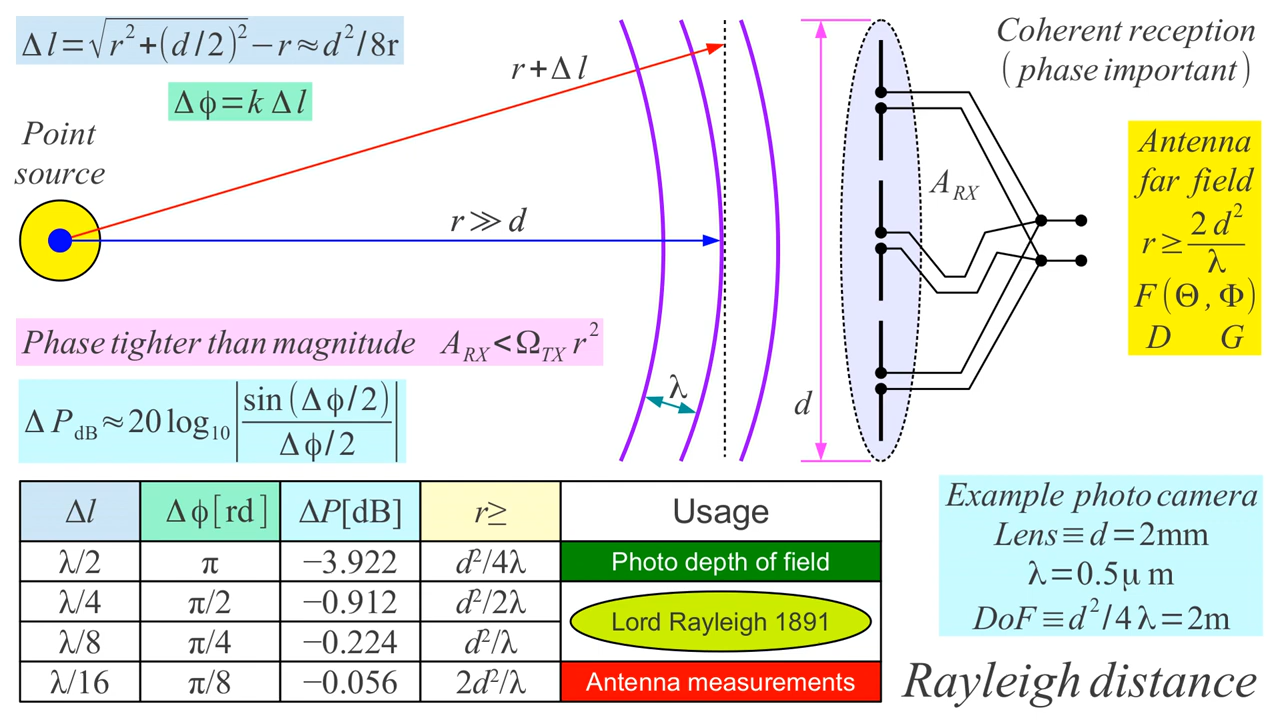 Δl=√r²+(d/2)²−r≈d²/8r
Δϕ=k Δl
Point
source
r+Δl
r≫d
Phase tighter than magnitude A_RX<Ω_TX r²
ΔP_dB≈20 log₁₀|sin(Δϕ/2)/Δϕ/2|
λ
d
A_RX
Coherent reception
(phase important)
Antenna
far field
r≥2d²/λ
F(Θ,Φ)
D G
Δl Δϕ[rd] ΔP[dB] r≥ Usage
λ/2 π −3.922 d²/4λ Photo depth of field
λ/4 π/2 −0.912 d²/2λ
Lord Rayleigh 1891
λ/8 π/4 −0.224 d²/λ
λ/16 π/8 −0.056 2d²/λ Antenna measurements
Example photo camera
Lens≡d=2mm
λ=0.5μ m
DoF≡d²/4λ=2m
Rayleigh distance